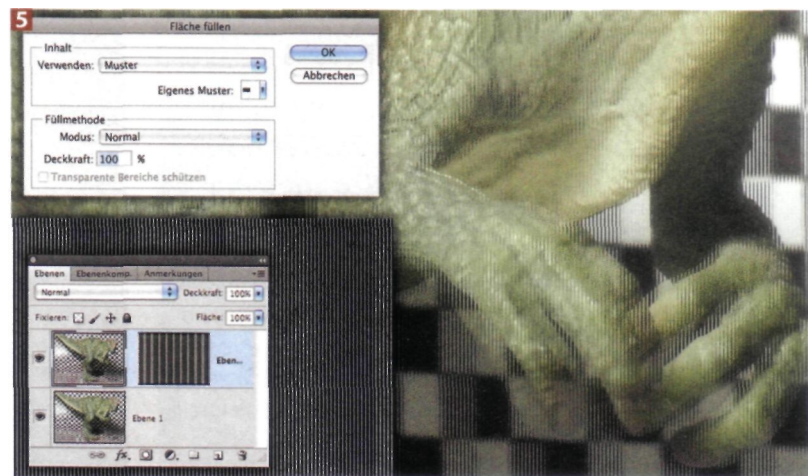 5
Fläche füllen
Inhalt
Verwenden: Muster
Eigenes Muster:
OK
Abbrechen
Füllmethode
Modus: Normal
Deckkraft: 100 %
Transparente Bereiche schützen
Ebenen Ebenenkomp. Anmerkungen
Normal Deckkraft: 100%
Fixieren: Fläche: 100%
Eben...
Ebene 1
fx.